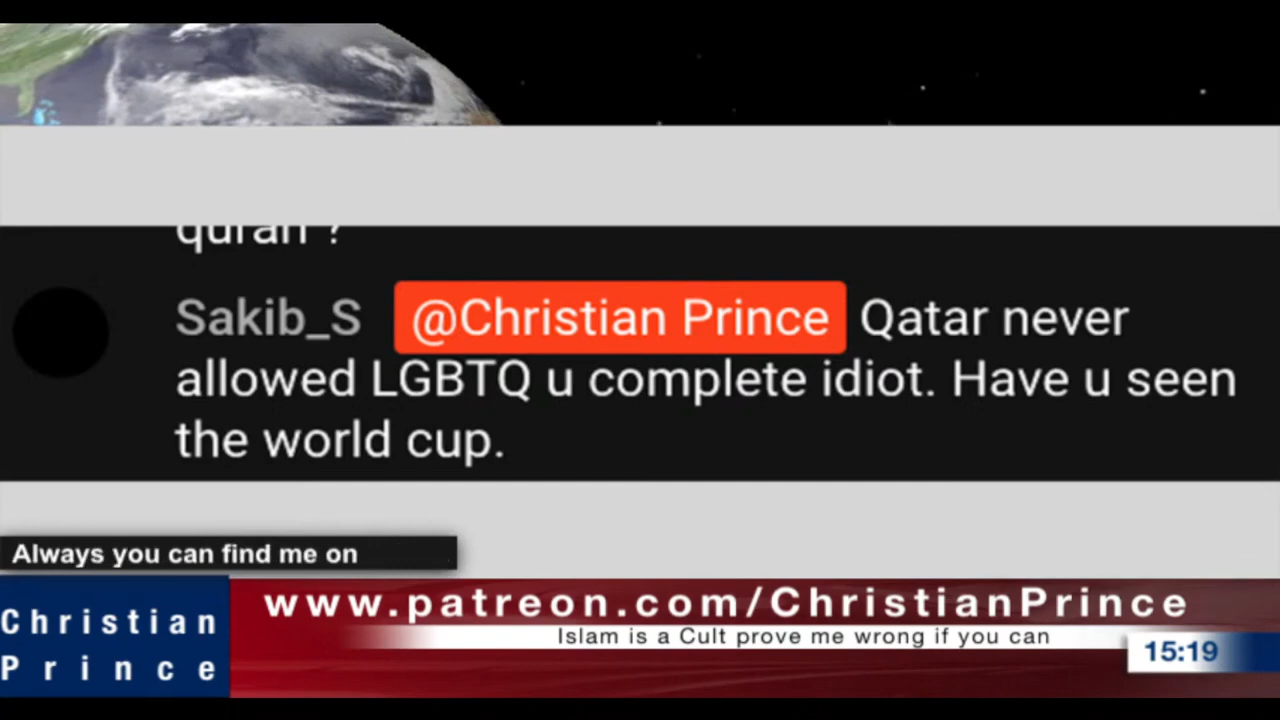 quran ?
Sakib_S @Christian Prince Qatar never
allowed LGBTQ u complete idiot. Have u seen
the world cup.
Always you can find me on
Christian
Prince
www.patreon.com/ChristianPrince
Islam is a Cult prove me wrong if you can
15:19